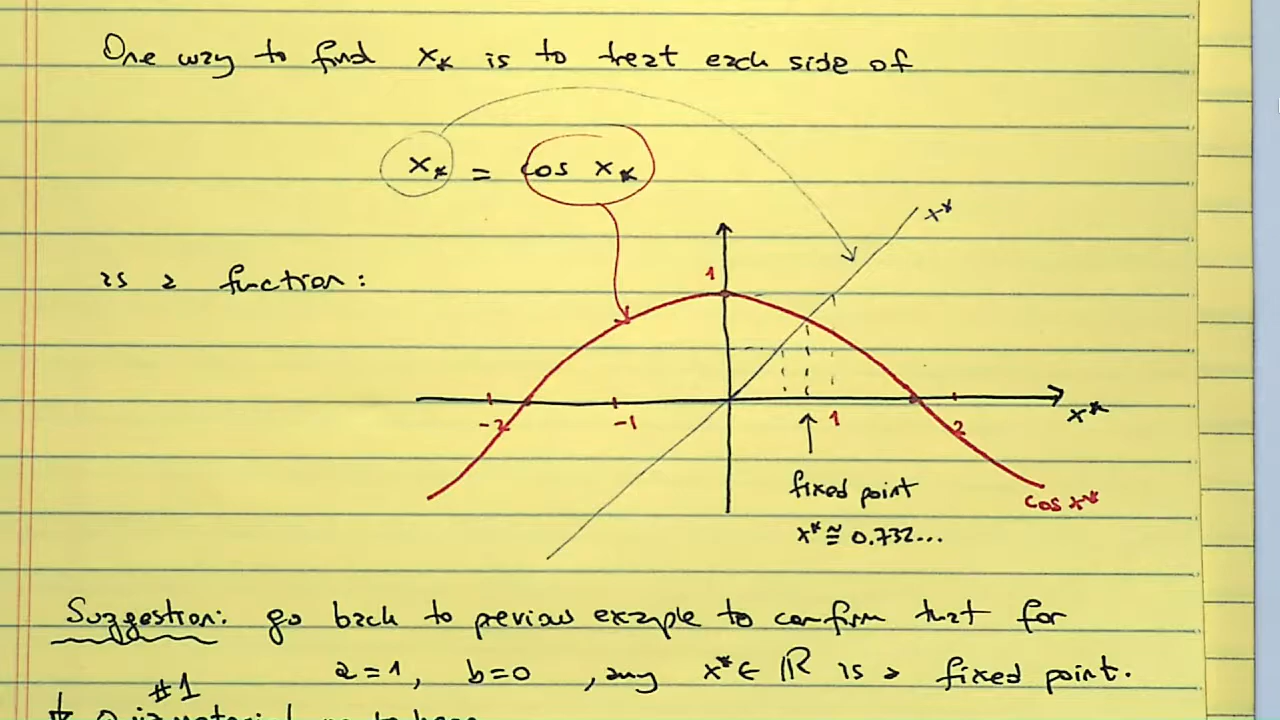 One way to find x* is to treat each side of
x* = cos x*
x*
is a function:
1
-2 -1 1 2
x*
fixed point
cos x*
x* ≅ 0.732...
Suggestion: go back to previous example to confirm that for
a=1, b=0, any x* ∈ ℝ is a fixed point.
#1